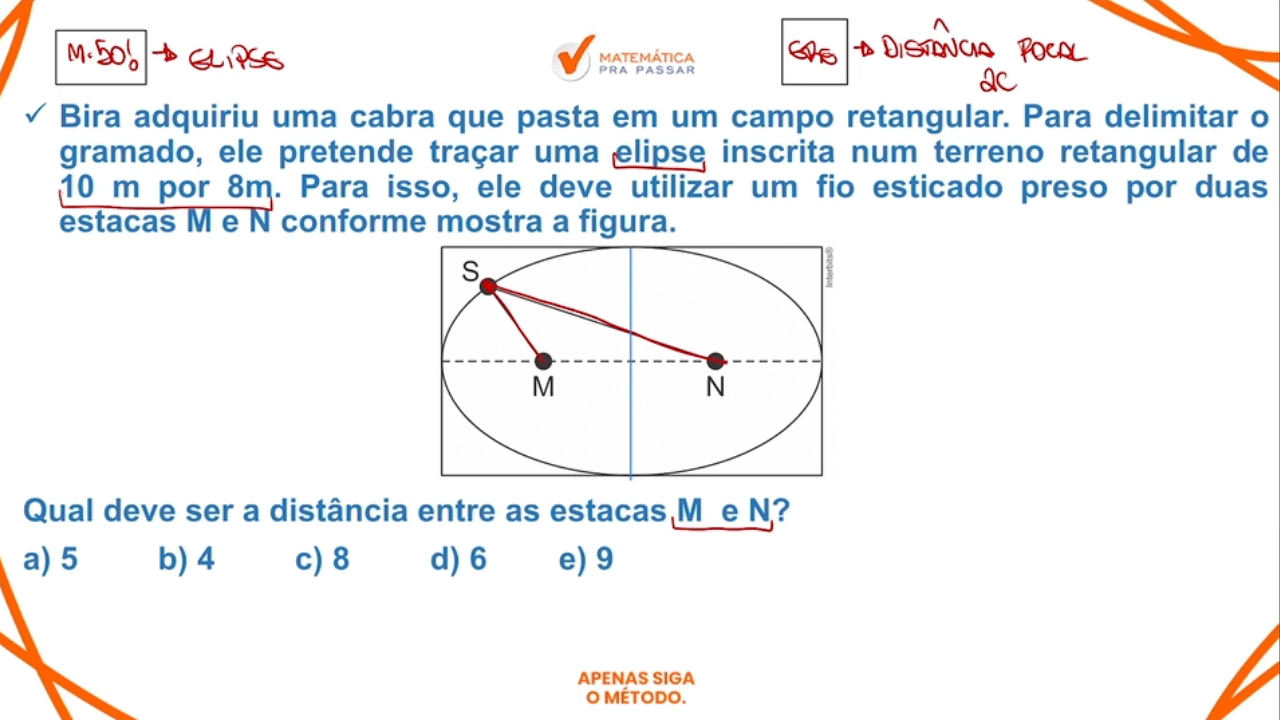 M.50% → ELIPSE
MATEMÁTICA
PRA PASSAR
→ DISTÂNCIA FOCAL
2C
✓ Bira adquiriu uma cabra que pasta em um campo retangular. Para delimitar o
gramado, ele pretende traçar uma elipse inscrita num terreno retangular de
10 m por 8m. Para isso, ele deve utilizar um fio esticado preso por duas
estacas M e N conforme mostra a figura.
Interbits®
S
M
N
Qual deve ser a distância entre as estacas M e N?
a) 5 b) 4 c) 8 d) 6 e) 9
APENAS SIGA
O MÉTODO.